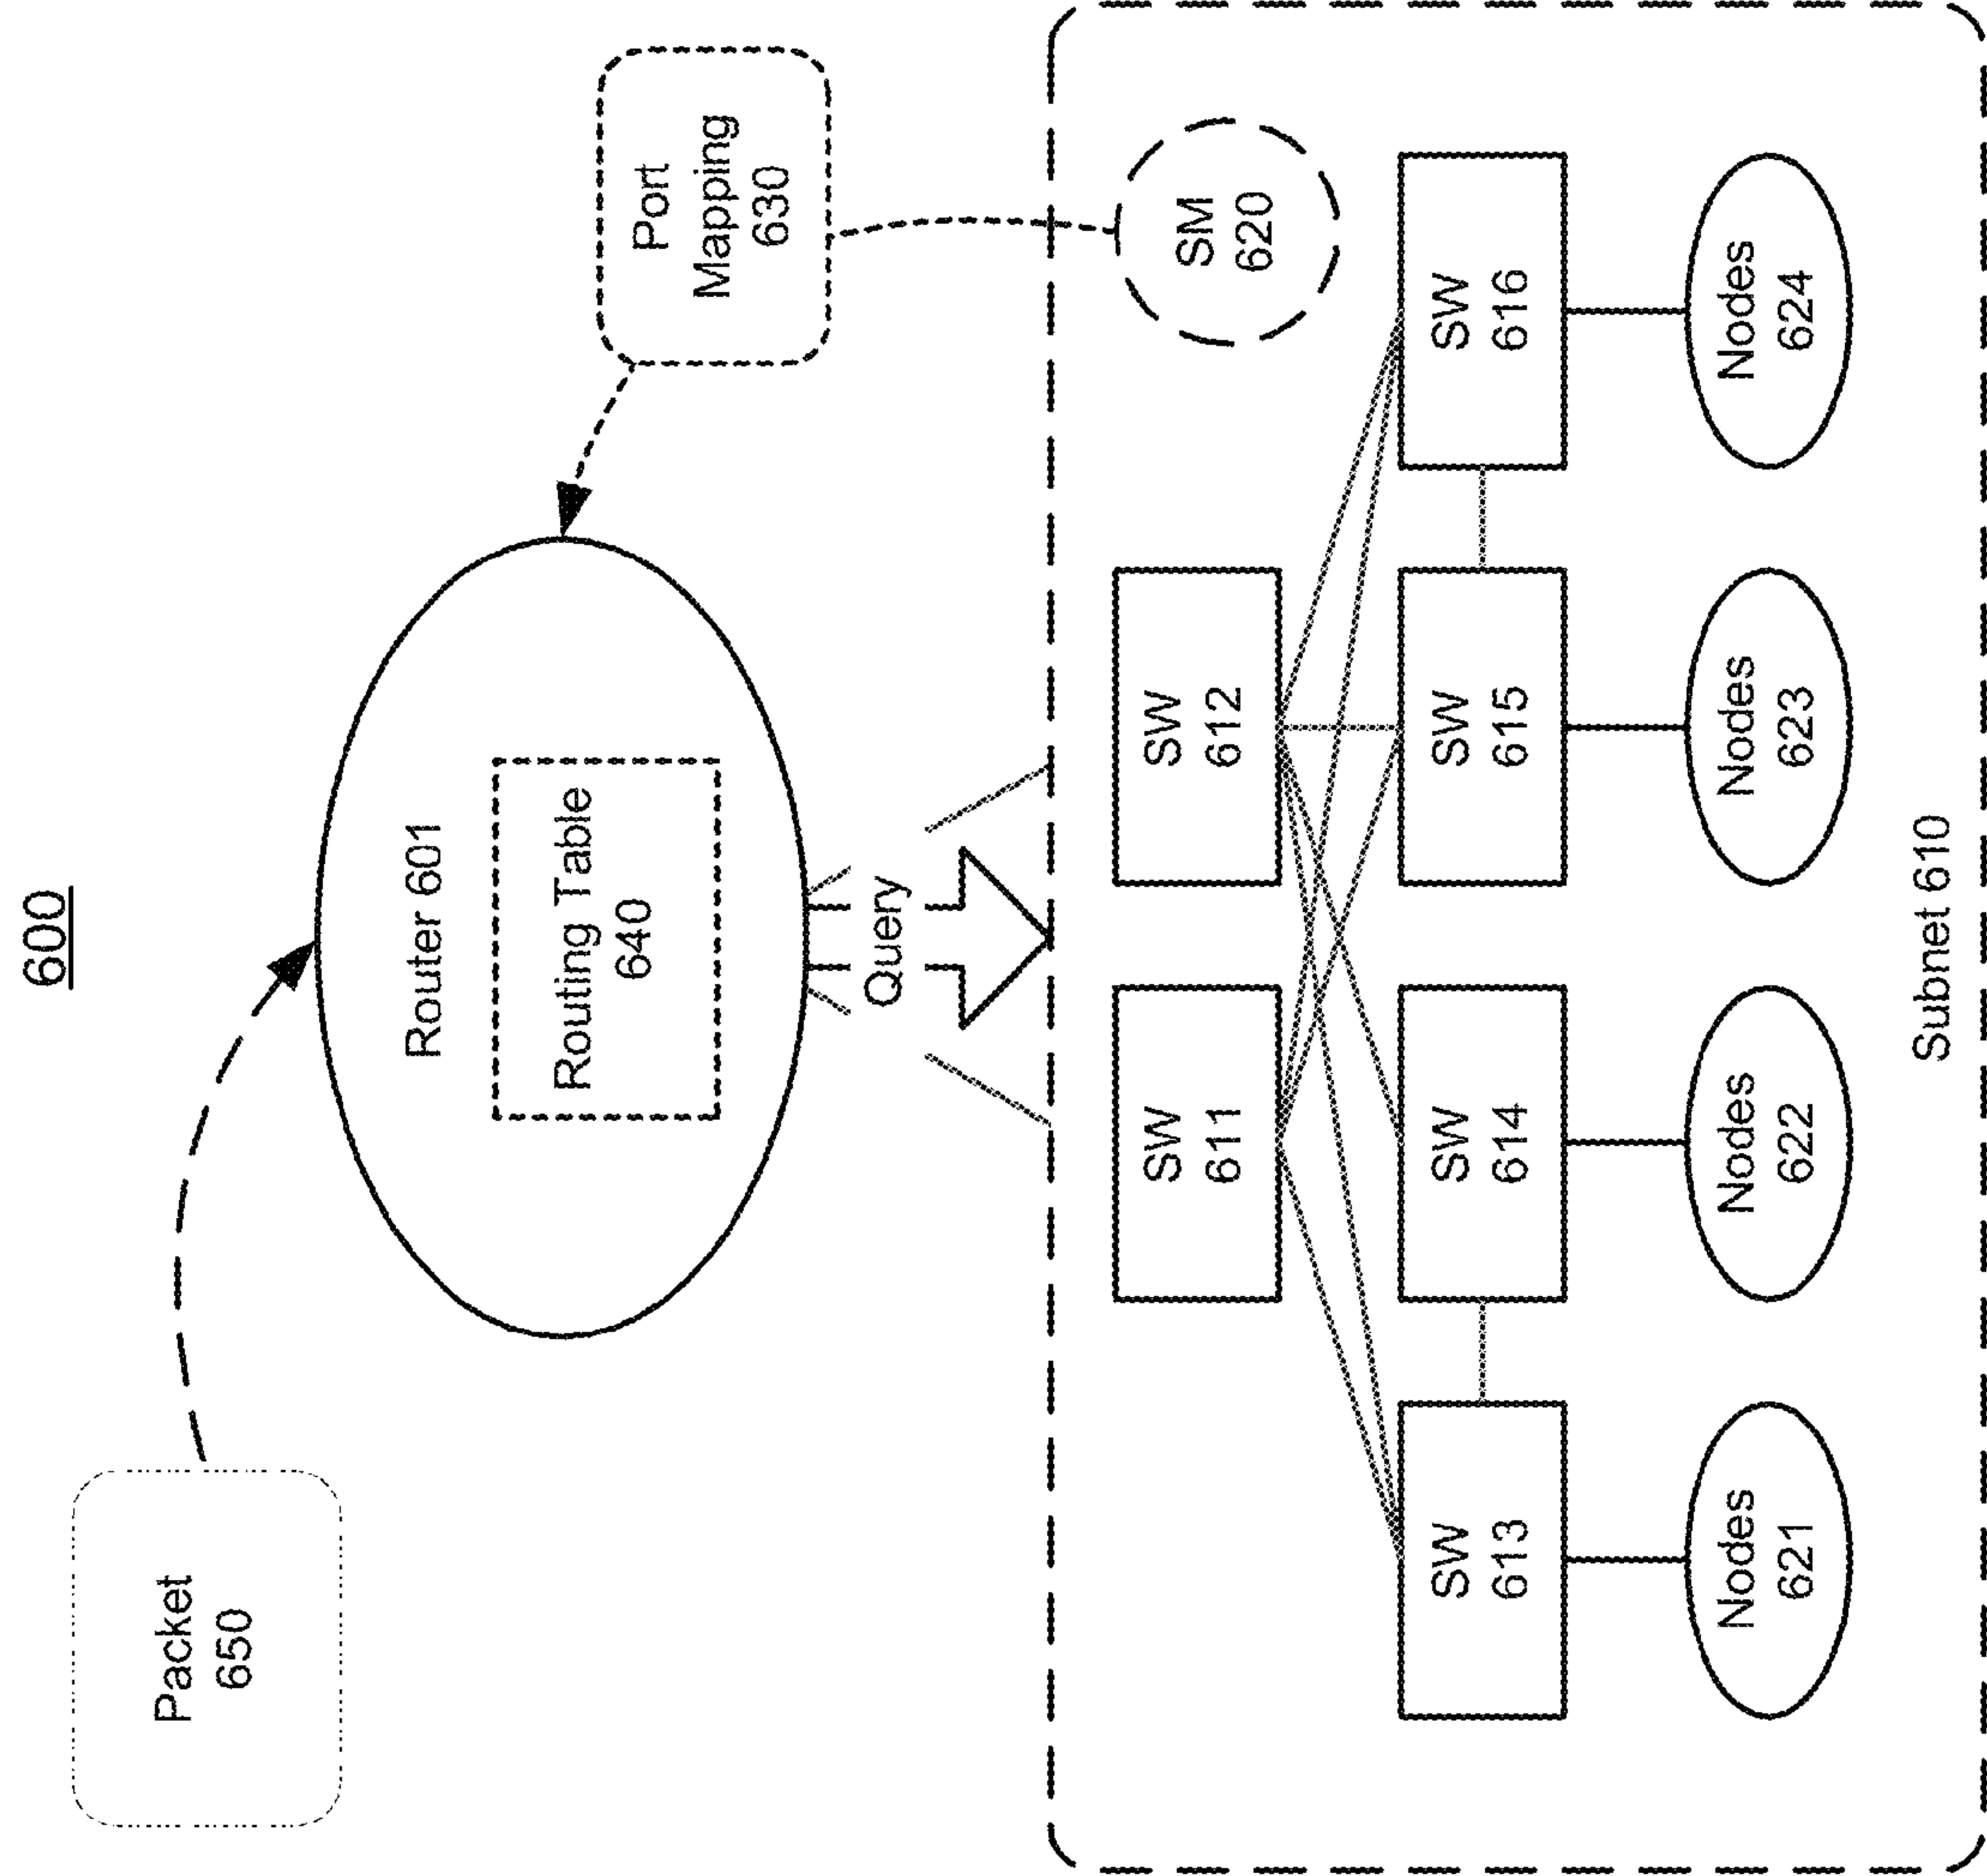 600
Packet
650
Router 601
Routing Table
640
Port
Mapping
630
Query
SW
611
SW
612
SM
620
SW
613
SW
614
SW
615
SW
616
Nodes
621
Nodes
622
Nodes
623
Nodes
624
Subnet 610